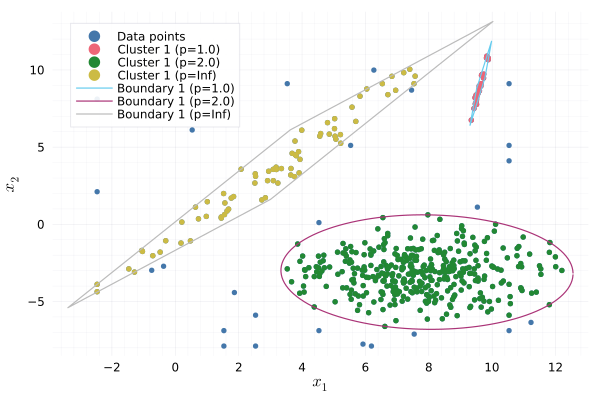 Data points
Cluster 1 (p=1.0)
Cluster 1 (p=2.0)
Cluster 1 (p=Inf)
Boundary 1 (p=1.0)
Boundary 1 (p=2.0)
Boundary 1 (p=Inf)
10
5
0
−5
x₂
−2 0 2 4 6 8 10 12
x₁